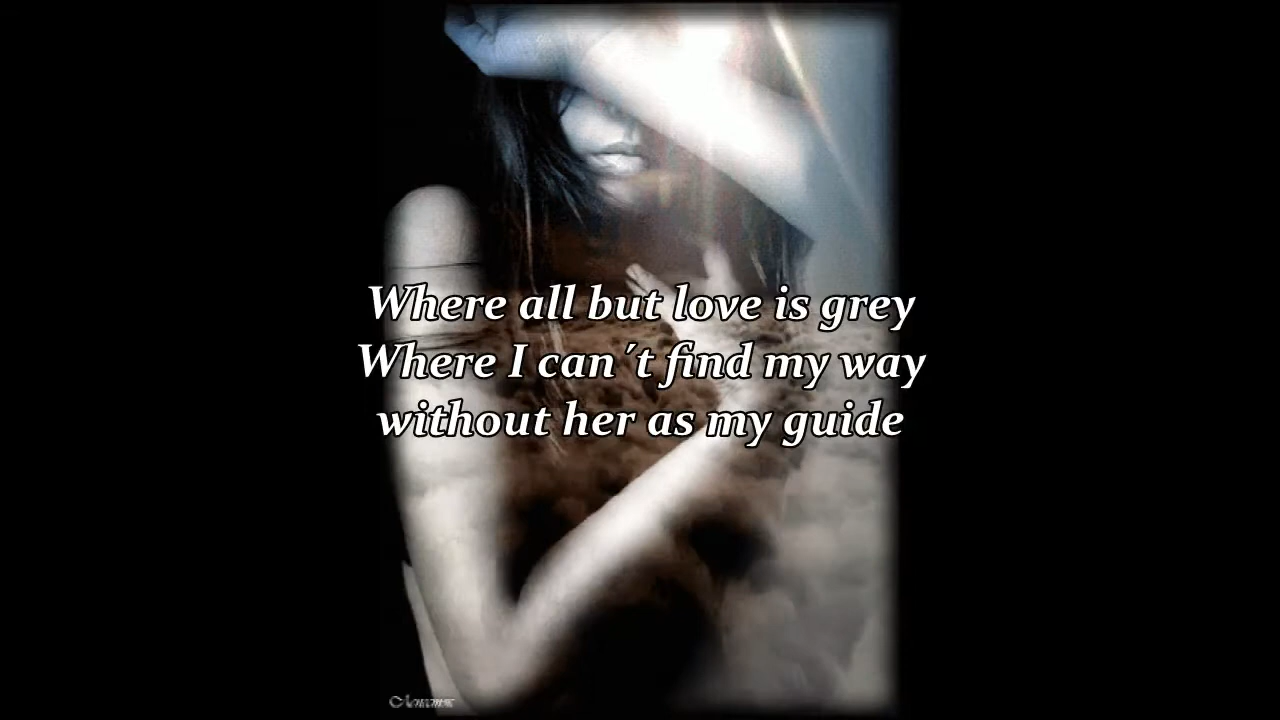 Where all but love is grey
Where I can´t find my way
without her as my guide